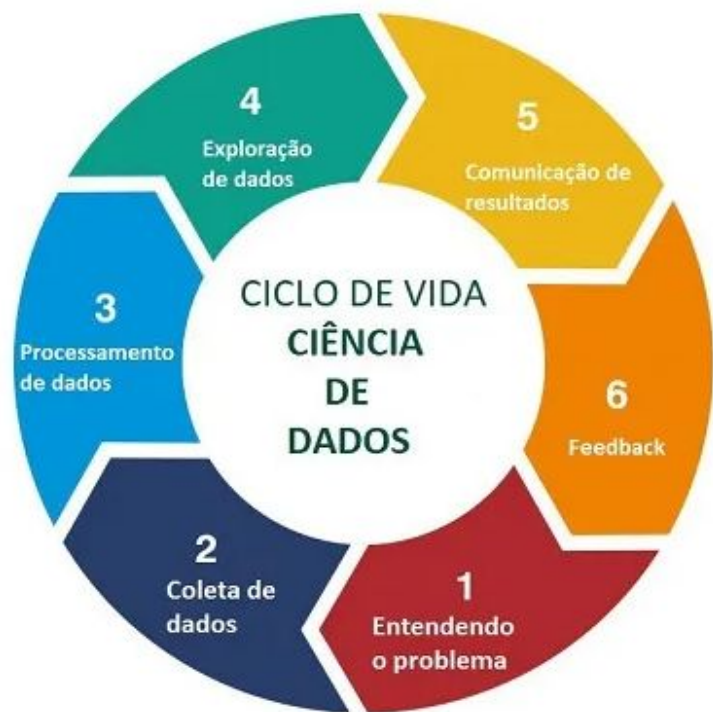 CICLO DE VIDA
CIÊNCIA
DE
DADOS
1
Entendendo
o problema
2
Coleta de
dados
3
Processamento
de dados
4
Exploração
de dados
5
Comunicação de
resultados
6
Feedback